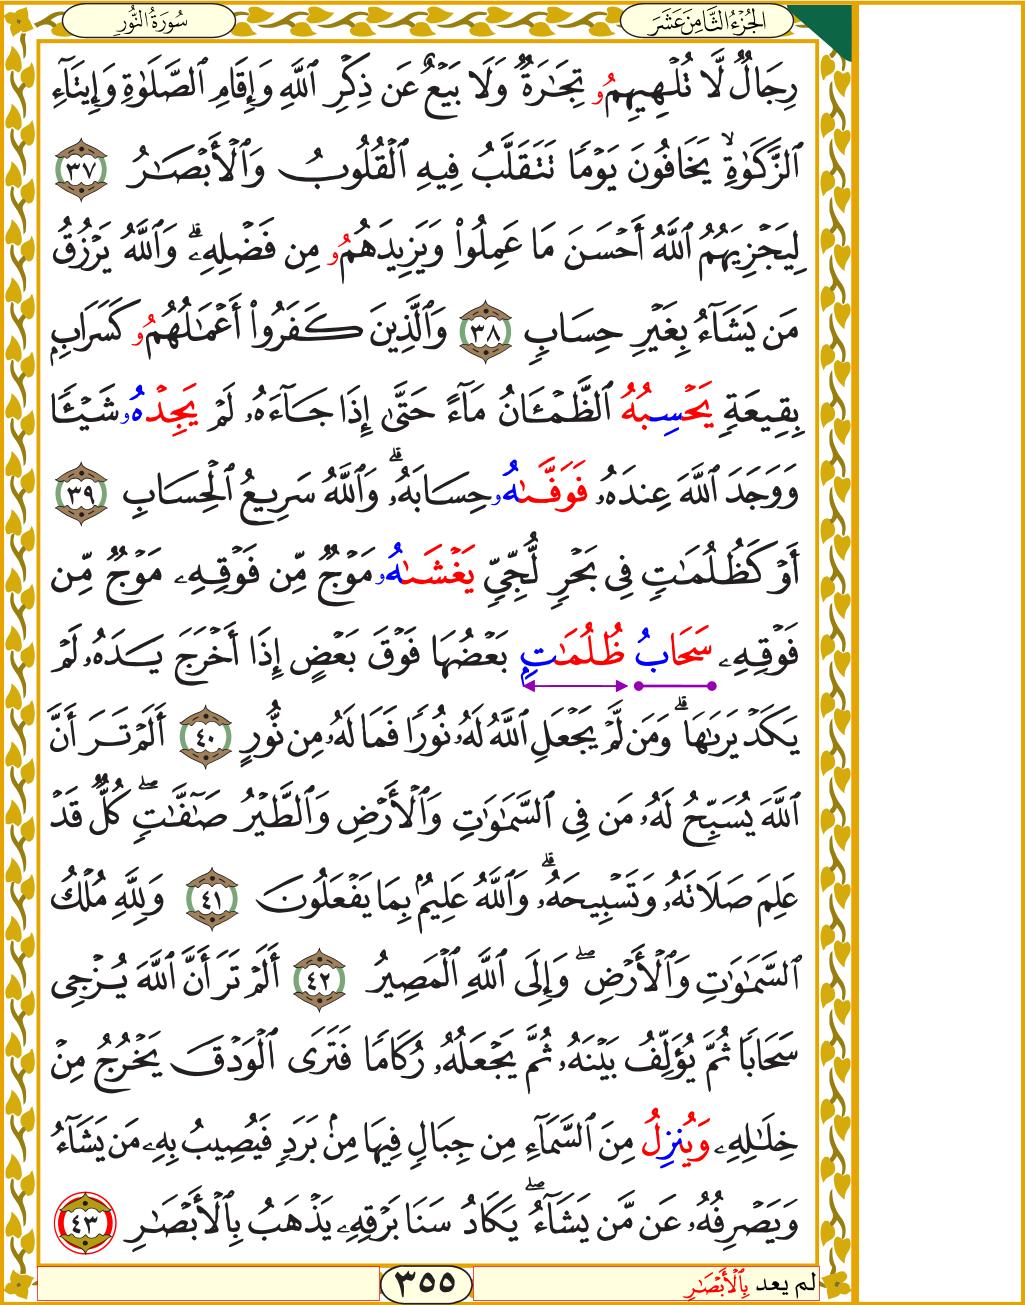 الجُزْءُ الثَّامِنَ عَشَرَ
سُورَةُ النُّورِ
رِجَالٌ لَّا تُلْهِيهِمُۥ تِجَٰرَةٌ وَلَا بَيْعٌ عَن ذِكْرِ ٱللَّهِ وَإِقَامِ ٱلصَّلَوٰةِ وَإِيتَآءِ
ٱلزَّكَوٰةِۙ يَخَافُونَ يَوْمًا تَتَقَلَّبُ فِيهِ ٱلْقُلُوبُ وَٱلْأَبْصَٰرُ ٣٧
لِيَجْزِيَهُمُ ٱللَّهُ أَحْسَنَ مَا عَمِلُوا۟ وَيَزِيدَهُمُۥ مِن فَضْلِهِۦۗ وَٱللَّهُ يَرْزُقُ
مَن يَشَآءُ بِغَيْرِ حِسَابٍ ٣٨ وَٱلَّذِينَ كَفَرُوٓا۟ أَعْمَٰلُهُمُۥ كَسَرَابٍۭ
بِقِيعَةٍ يَحْسِبُهُ ٱلظَّمْـَٔانُ مَآءً حَتَّىٰٓ إِذَا جَآءَهُۥ لَمْ يَجِدْهُۥ شَيْـًٔا
وَوَجَدَ ٱللَّهَ عِندَهُۥ فَوَفَّىٰهُۥ حِسَابَهُۥۗ وَٱللَّهُ سَرِيعُ ٱلْحِسَابِ ٣٩
أَوْ كَظُلُمَٰتٍ فِى بَحْرٍ لُّجِّىٍّ يَغْشَىٰهُۥ مَوْجٌ مِّن فَوْقِهِۦ مَوْجٌ مِّن
فَوْقِهِۦ سَحَابُ ظُلُمَٰتٍۭ بَعْضُهَا فَوْقَ بَعْضٍ إِذَآ أَخْرَجَ يَدَهُۥ لَمْ
يَكَدْ يَرَىٰهَاۗ وَمَن لَّمْ يَجْعَلِ ٱللَّهُ لَهُۥ نُورًا فَمَا لَهُۥ مِن نُّورٍ ٤٠ أَلَمْ تَرَ أَنَّ
ٱللَّهَ يُسَبِّحُ لَهُۥ مَن فِى ٱلسَّمَٰوَٰتِ وَٱلْأَرْضِ وَٱلطَّيْرُ صَٰٓفَّٰتٍۖ كُلٌّ قَدْ
عَلِمَ صَلَاتَهُۥ وَتَسْبِيحَهُۥۗ وَٱللَّهُ عَلِيمٌۢ بِمَا يَفْعَلُونَ ٤١ وَلِلَّهِ مُلْكُ
ٱلسَّمَٰوَٰتِ وَٱلْأَرْضِۖ وَإِلَى ٱللَّهِ ٱلْمَصِيرُ ٤٢ أَلَمْ تَرَ أَنَّ ٱللَّهَ يُزْجِى
سَحَابًا ثُمَّ يُؤَلِّفُ بَيْنَهُۥ ثُمَّ يَجْعَلُهُۥ رُكَامًا فَتَرَى ٱلْوَدْقَ يَخْرُجُ مِنْ
خِلَٰلِهِۦ وَيُنزِلُ مِنَ ٱلسَّمَآءِ مِن جِبَالٍ فِيهَا مِنۢ بَرَدٍ فَيُصِيبُ بِهِۦ مَن يَشَآءُ
وَيَصْرِفُهُۥ عَن مَّن يَشَآءُۖ يَكَادُ سَنَا بَرْقِهِۦ يَذْهَبُ بِٱلْأَبْصَٰرِ ٤٣
لم يعد بِٱلْأَبْصَٰرِ
٣٥٥